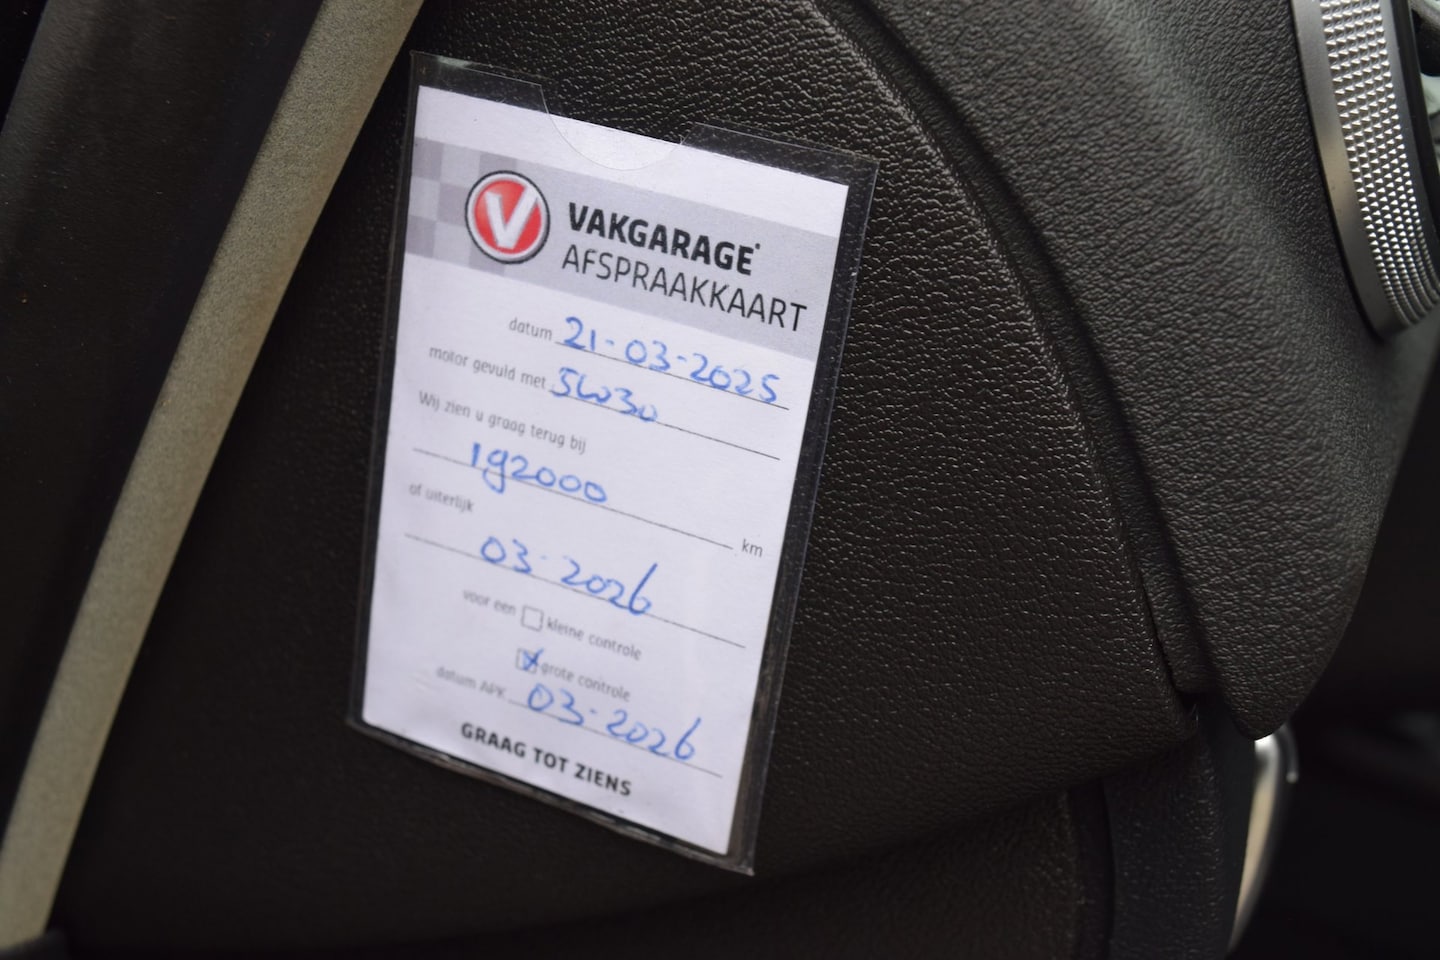 V VAKGARAGE
AFSPRAAKKAART
datum 21-03-2025
motor gevuld met 5W30
Wij zien u graag terug bij
192000 km
of uiterlijk
03-2026
voor een kleine controle
grote controle
datum APK 03-2026
GRAAG TOT ZIENS